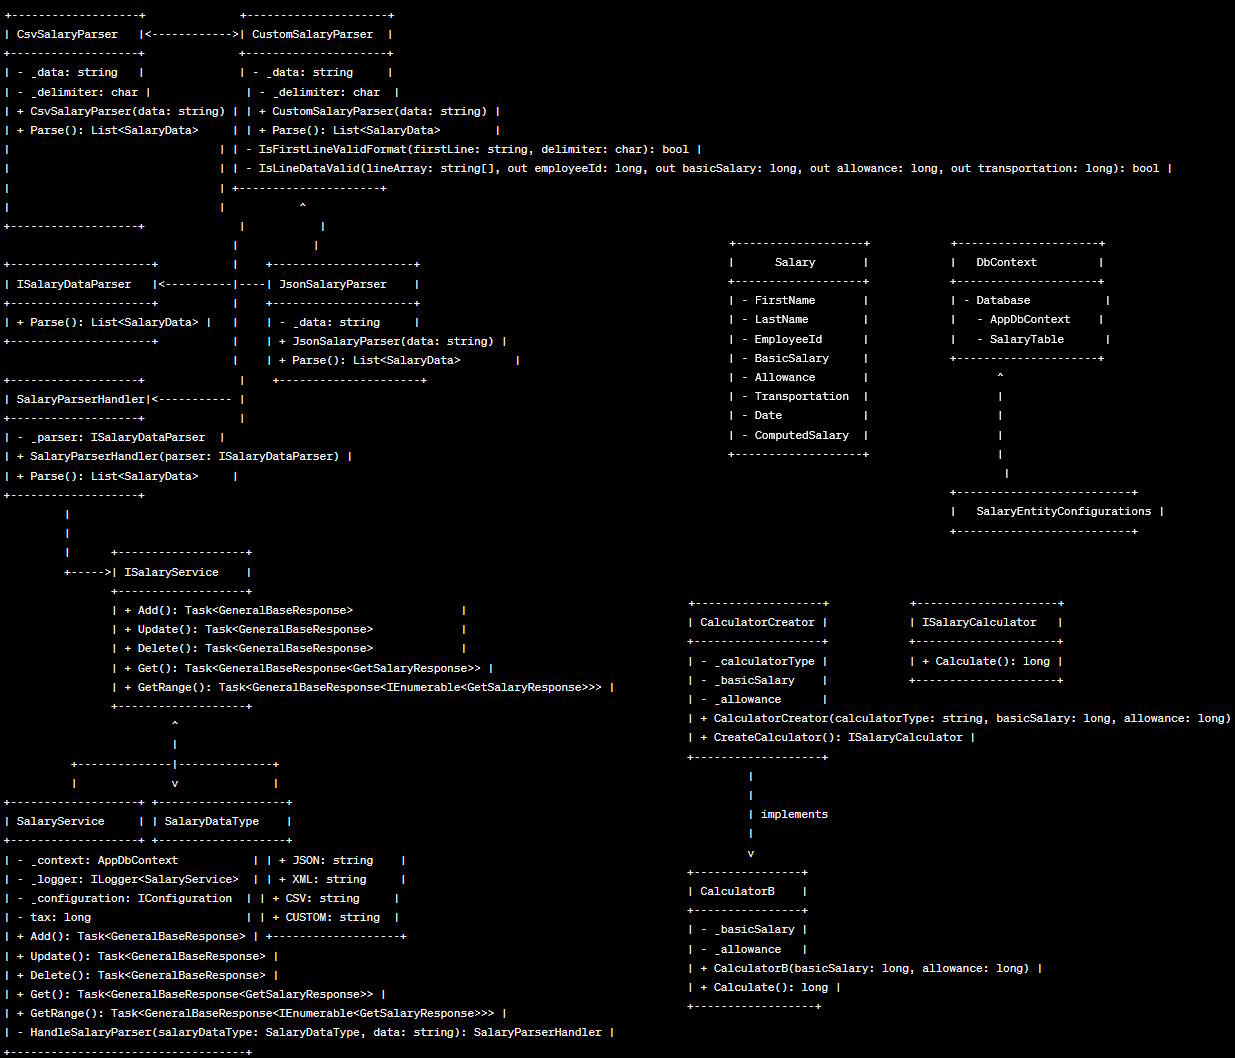 CsvSalaryParser
- _data: string
- _delimiter: char
+ CsvSalaryParser(data: string)
+ Parse(): List<SalaryData>
CustomSalaryParser
- _data: string
- _delimiter: char
+ CustomSalaryParser(data: string)
+ Parse(): List<SalaryData>
- IsFirstLineValidFormat(firstLine: string, delimiter: char): bool
- IsLineDataValid(lineArray: string[], out employeeId: long, out basicSalary: long, out allowance: long, out transportation: long): bool
ISalaryDataParser
+ Parse(): List<SalaryData>
JsonSalaryParser
- _data: string
+ JsonSalaryParser(data: string)
+ Parse(): List<SalaryData>
SalaryParserHandler
- _parser: ISalaryDataParser
+ SalaryParserHandler(parser: ISalaryDataParser)
+ Parse(): List<SalaryData>
Salary
- FirstName
- LastName
- EmployeeId
- BasicSalary
- Allowance
- Transportation
- Date
- ComputedSalary
DbContext
- Database
- AppDbContext
- SalaryTable
SalaryEntityConfigurations
ISalaryService
+ Add(): Task<GeneralBaseResponse>
+ Update(): Task<GeneralBaseResponse>
+ Delete(): Task<GeneralBaseResponse>
+ Get(): Task<GeneralBaseResponse<GetSalaryResponse>>
+ GetRange(): Task<GeneralBaseResponse<IEnumerable<GetSalaryResponse>>>
CalculatorCreator
- _calculatorType
- _basicSalary
- _allowance
+ CalculatorCreator(calculatorType: string, basicSalary: long, allowance: long)
+ CreateCalculator(): ISalaryCalculator
ISalaryCalculator
+ Calculate(): long
implements
SalaryService
- _context: AppDbContext
- _logger: ILogger<SalaryService>
- _configuration: IConfiguration
- tax: long
+ Add(): Task<GeneralBaseResponse>
+ Update(): Task<GeneralBaseResponse>
+ Delete(): Task<GeneralBaseResponse>
+ Get(): Task<GeneralBaseResponse<GetSalaryResponse>>
+ GetRange(): Task<GeneralBaseResponse<IEnumerable<GetSalaryResponse>>>
- HandleSalaryParser(salaryDataType: SalaryDataType, data: string): SalaryParserHandler
SalaryDataType
+ JSON: string
+ XML: string
+ CSV: string
+ CUSTOM: string
CalculatorB
- _basicSalary
- _allowance
+ CalculatorB(basicSalary: long, allowance: long)
+ Calculate(): long